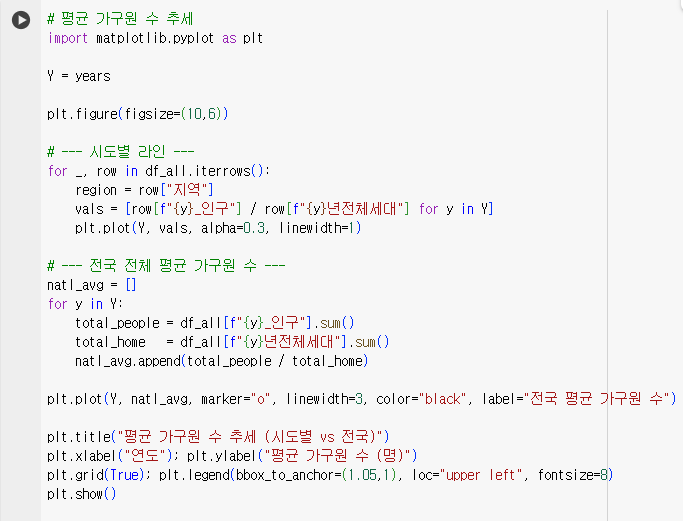 # 평균 가구원 수 추세
import matplotlib.pyplot as plt
Y = years
plt.figure(figsize=(10,6))
# --- 시도별 라인 ---
for _, row in df_all.iterrows():
    region = row["지역"]
    vals = [row[f"{y}_인구"] / row[f"{y}년전체세대"] for y in Y]
    plt.plot(Y, vals, alpha=0.3, linewidth=1)
# --- 전국 전체 평균 가구원 수 ---
natl_avg = []
for y in Y:
    total_people = df_all[f"{y}_인구"].sum()
    total_home   = df_all[f"{y}년전체세대"].sum()
    natl_avg.append(total_people / total_home)
plt.plot(Y, natl_avg, marker="o", linewidth=3, color="black", label="전국 평균 가구원 수")
plt.title("평균 가구원 수 추세 (시도별 vs 전국)")
plt.xlabel("연도"); plt.ylabel("평균 가구원 수 (명)")
plt.grid(True); plt.legend(bbox_to_anchor=(1.05,1), loc="upper left", fontsize=8)
plt.show()